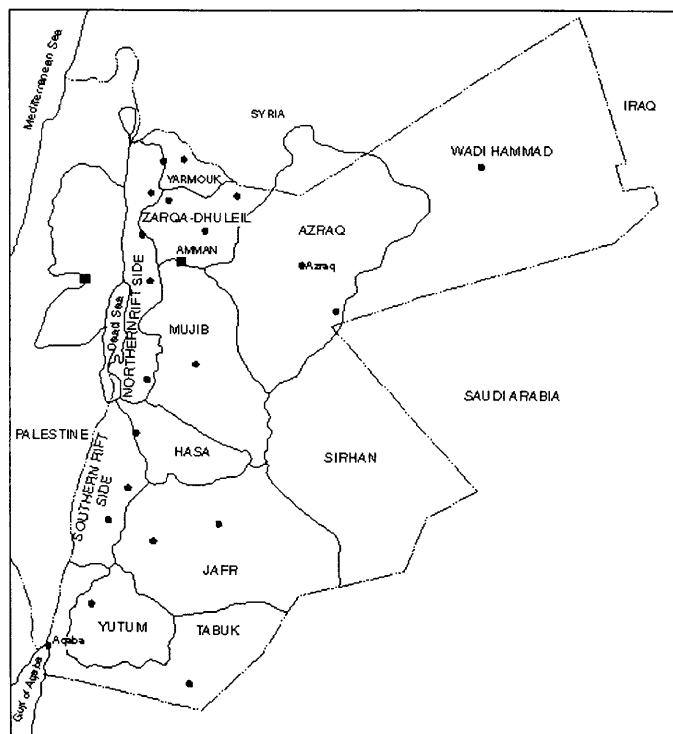 Mediterranean Sea
SYRIA
IRAQ
WADI HAMMAD
YARMOUK
ZARQA-DHULEIL
AZRAQ
AMMAN
Azraq
NORTHERN RIFT SIDE
Dead Sea
MUJIB
SAUDI ARABIA
PALESTINE
HASA
SIRHAN
SOUTHERN RIFT
SIDE
JAFR
YUTUM
TABUK
Aqaba
Gulf of Aqaba